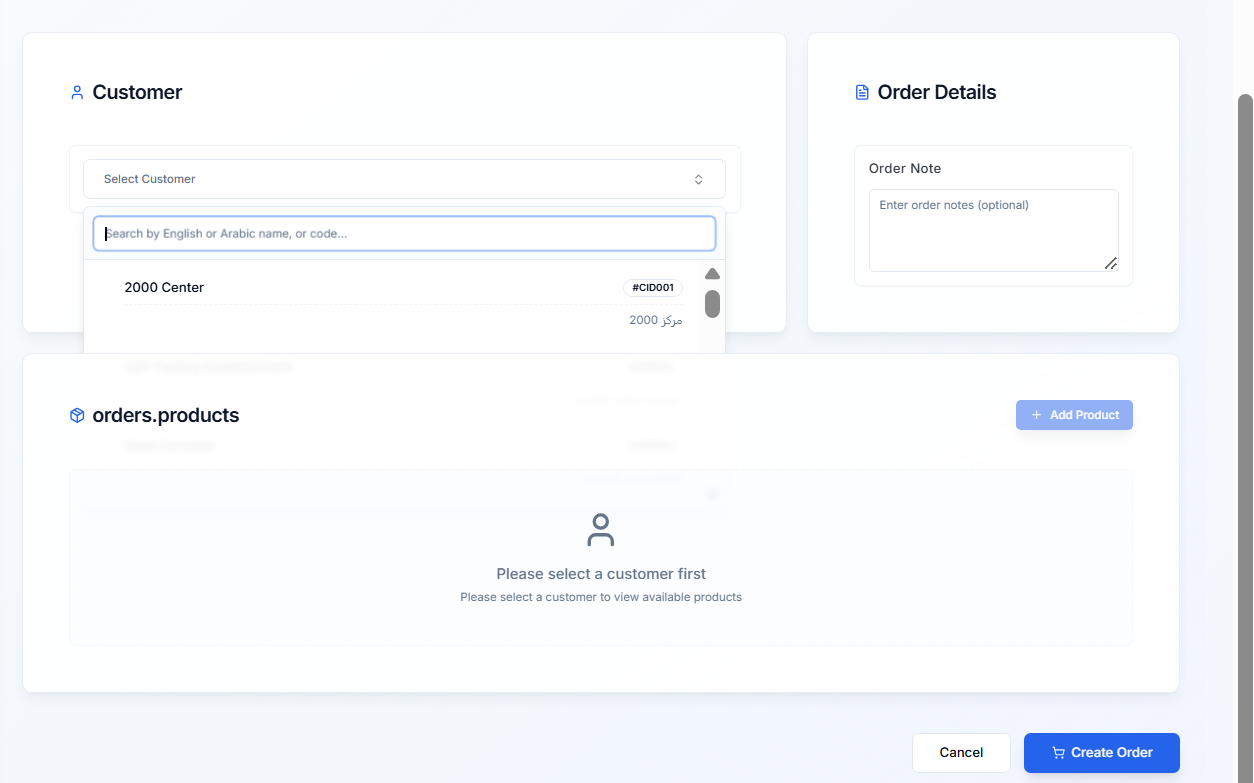 Customer
Select Customer
Search by English or Arabic name, or code...
2000 Center
#CID001
مركز 2000
Order Details
Order Note
Enter order notes (optional)
orders.products
Add Product
Please select a customer first
Please select a customer to view available products
Cancel
Create Order